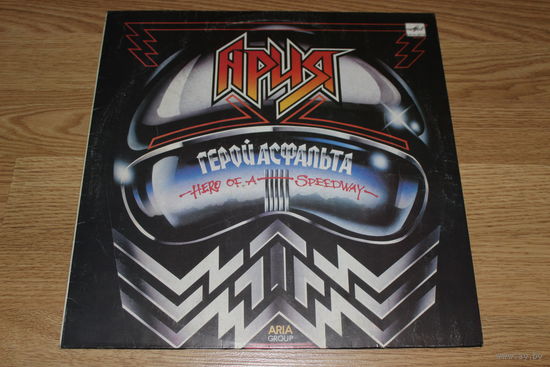 АРИЯ
ГЕРОЙ АСФАЛЬТА
HERO OF A SPEEDWAY
ARIA
GROUP